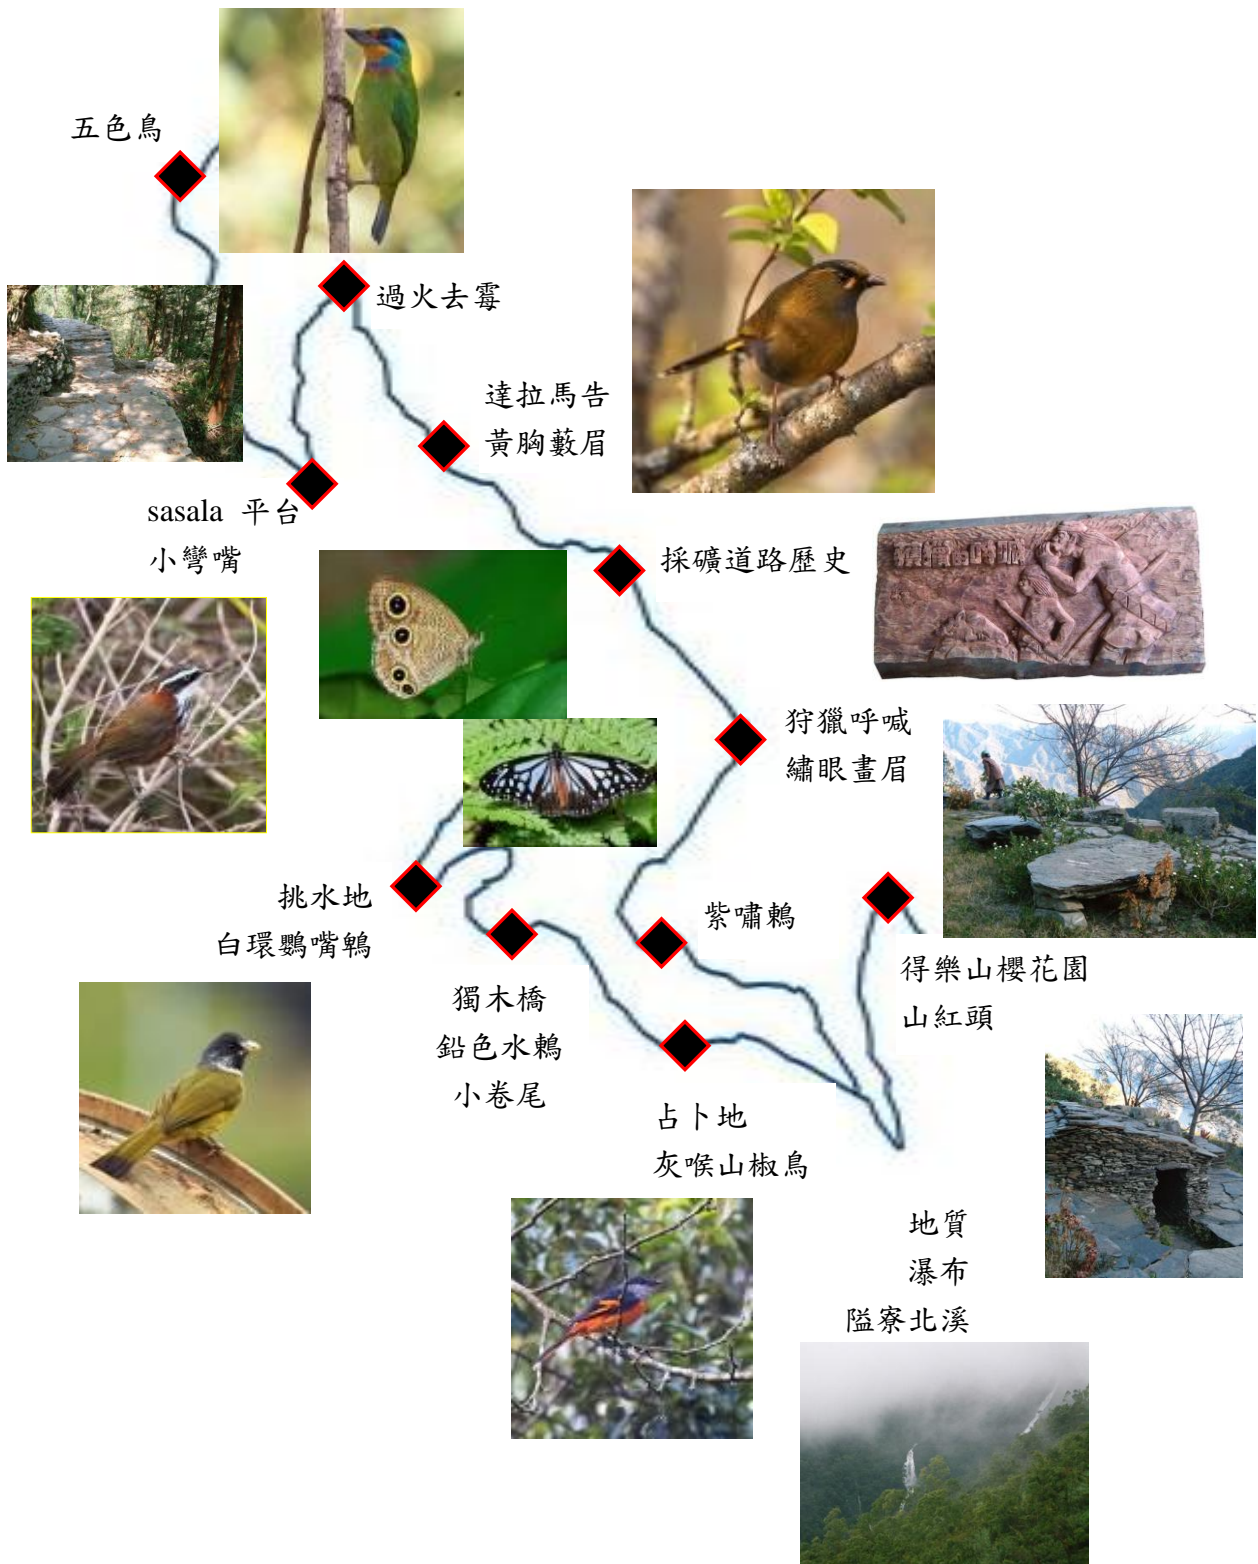 五色鳥
過火去霉
達拉馬告
黃胸藪眉
sasala 平台
小彎嘴
採礦道路歷史
狩獵呼喊
狩獵呼喊
繡眼畫眉
挑水地
白環鸚嘴鵯
紫嘯鶇
得樂山櫻花園
山紅頭
獨木橋
鉛色水鶇
小卷尾
占卜地
灰喉山椒鳥
地質
瀑布
隘寮北溪